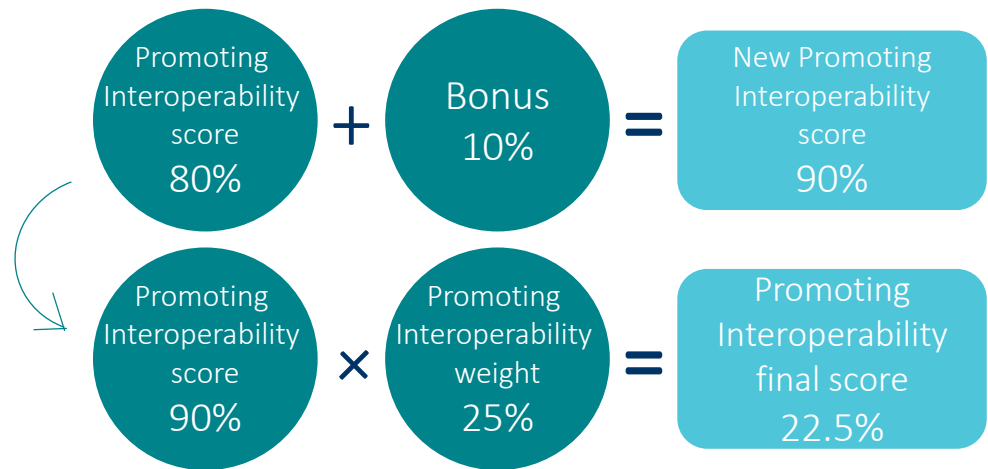 Promoting
Interoperability
score
80%
+
Bonus
10%
=
New Promoting
Interoperability
score
90%
Promoting
Interoperability
score
90%
×
Promoting
Interoperability
weight
25%
=
Promoting
Interoperability
final score
22.5%